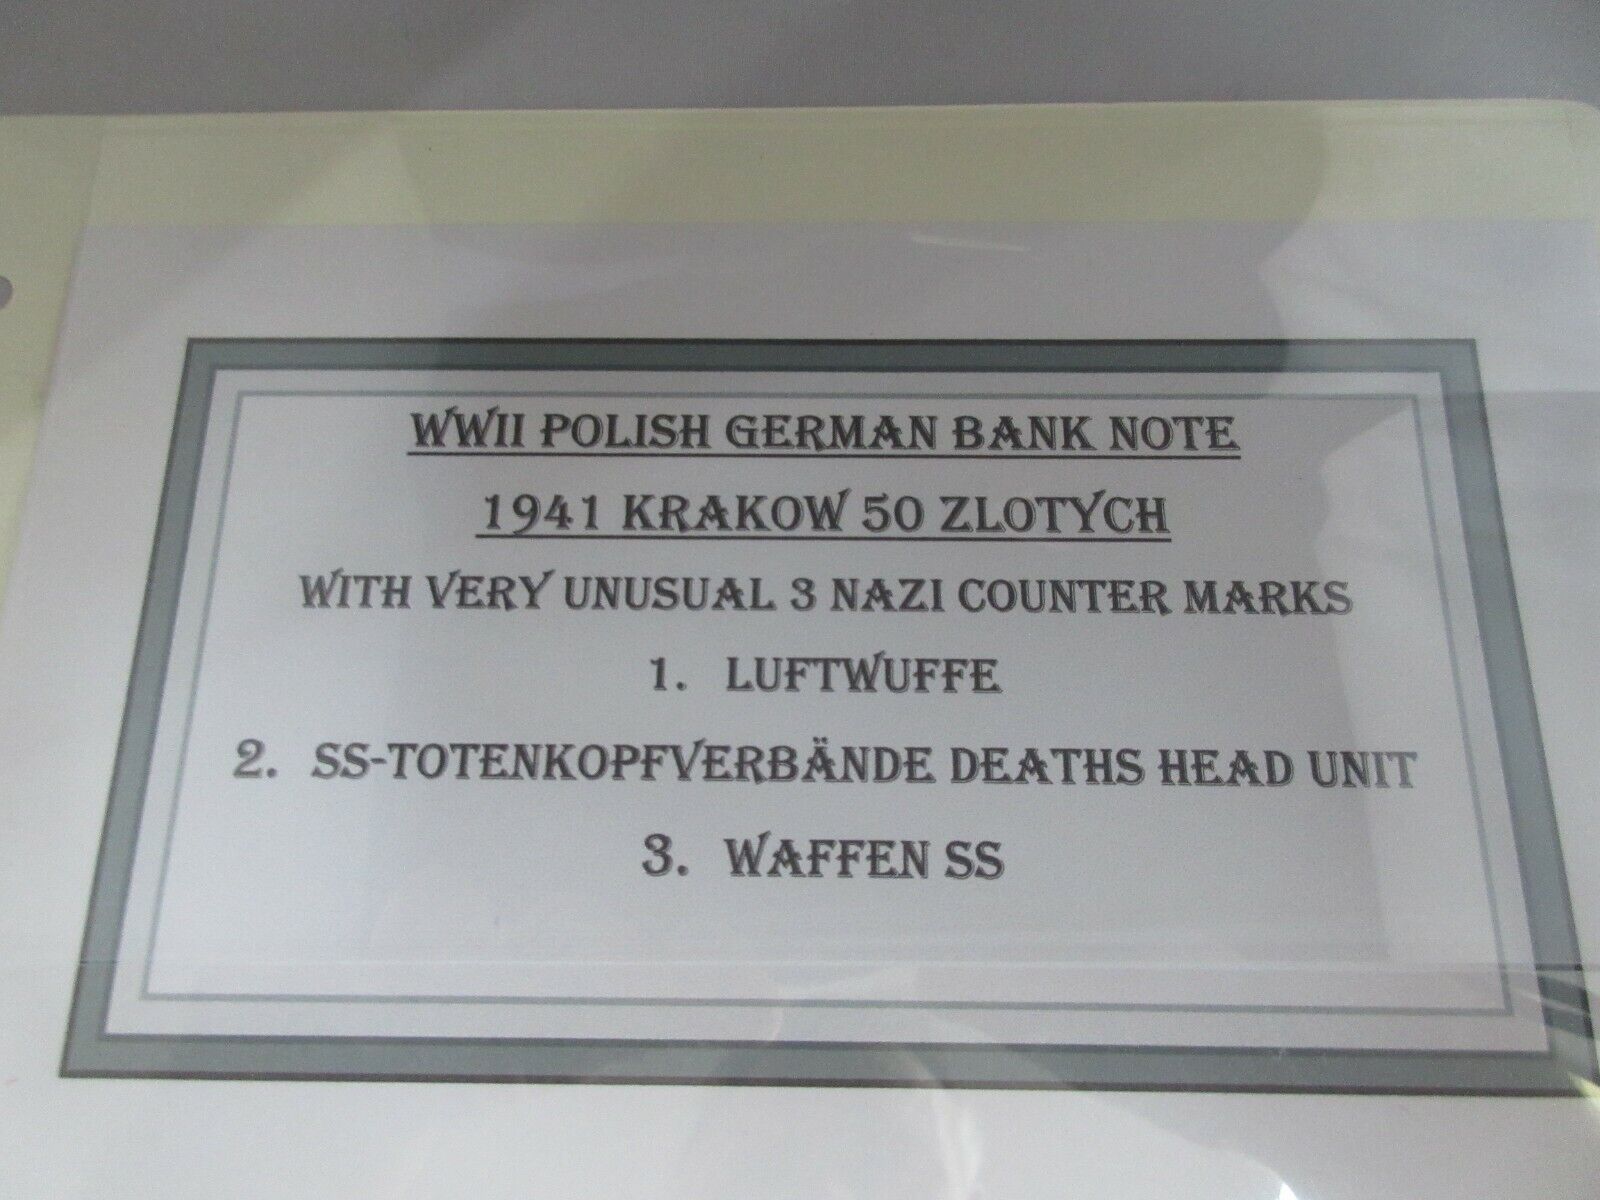 WWII POLISH GERMAN BANK NOTE
1941 KRAKOW 50 ZLOTYCH
WITH VERY UNUSUAL 3 NAZI COUNTER MARKS
1. LUFTWUFFE
2. SS-TOTENKOPFVERBÄNDE DEATHS HEAD UNIT
3. WAFFEN SS